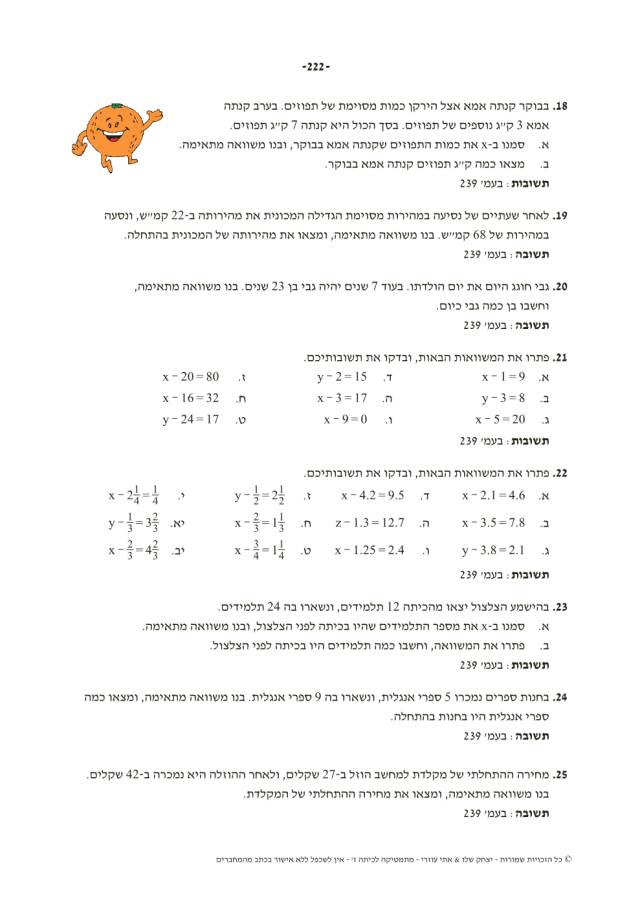 -222-
18. בבוקר קנתה אמא אצל הירקן כמות מסוימת של תפוזים. בערב קנתה
אמא 3 ק״ג נוספים של תפוזים. בסך הכול היא קנתה 7 ק״ג תפוזים.
א. סמנו ב-x את כמות התפוזים שקנתה אמא בבוקר, ובנו משוואה מתאימה.
ב. מצאו כמה ק״ג תפוזים קנתה אמא בבוקר.
תשובות : בעמ׳ 239
19. לאחר שעתיים של נסיעה במהירות מסוימת הגדילה המכונית את מהירותה ב-22 קמ״ש, ונסעה
במהירות של 68 קמ״ש. בנו משוואה מתאימה, ומצאו את מהירותה של המכונית בהתחלה.
תשובה : בעמ׳ 239
20. גבי חוגג היום את יום הולדתו. בעוד 7 שנים יהיה גבי בן 23 שנים. בנו משוואה מתאימה,
וחשבו בן כמה גבי כיום.
תשובה : בעמ׳ 239
21. פתרו את המשוואות הבאות, ובדקו את תשובותיכם.
א. x − 1 = 9 ד. y − 2 = 15 ז. x − 20 = 80
ב. y − 3 = 8 ה. x − 3 = 17 ח. x − 16 = 32
ג. x − 5 = 20 ו. x − 9 = 0 ט. y − 24 = 17
תשובות : בעמ׳ 239
22. פתרו את המשוואות הבאות, ובדקו את תשובותיכם.
א. x − 2.1 = 4.6 ד. x − 4.2 = 9.5 ז. y − 1/2 = 2 1/2 י. x − 2 1/4 = 1/4
ב. x − 3.5 = 7.8 ה. z − 1.3 = 12.7 ח. x − 2/3 = 1 1/3 יא. y − 1/3 = 3 2/3
ג. y − 3.8 = 2.1 ו. x − 1.25 = 2.4 ט. x − 3/4 = 1 1/4 יב. x − 2/3 = 4 2/3
תשובות : בעמ׳ 239
23. בהישמע הצלצול יצאו מהכיתה 12 תלמידים, ונשארו בה 24 תלמידים.
א. סמנו ב-x את מספר התלמידים שהיו בכיתה לפני הצלצול, ובנו משוואה מתאימה.
ב. פתרו את המשוואה, וחשבו כמה תלמידים היו בכיתה לפני הצלצול.
תשובות : בעמ׳ 239
24. בחנות ספרים נמכרו 5 ספרי אנגלית, ונשארו בה 9 ספרי אנגלית. בנו משוואה מתאימה, ומצאו כמה
ספרי אנגלית היו בחנות בהתחלה.
תשובה : בעמ׳ 239
25. מחירה ההתחלתי של מקלדת למחשב הוזל ב-27 שקלים, ולאחר ההוזלה היא נמכרה ב-42 שקלים.
בנו משוואה מתאימה, ומצאו את מחירה ההתחלתי של המקלדת.
תשובה : בעמ׳ 239
© כל הזכויות שמורות - יצחק שלו & אתי עוזרי - מתמטיקה לכיתה ז׳ - אין לשכפל ללא אישור בכתב מהמחברים